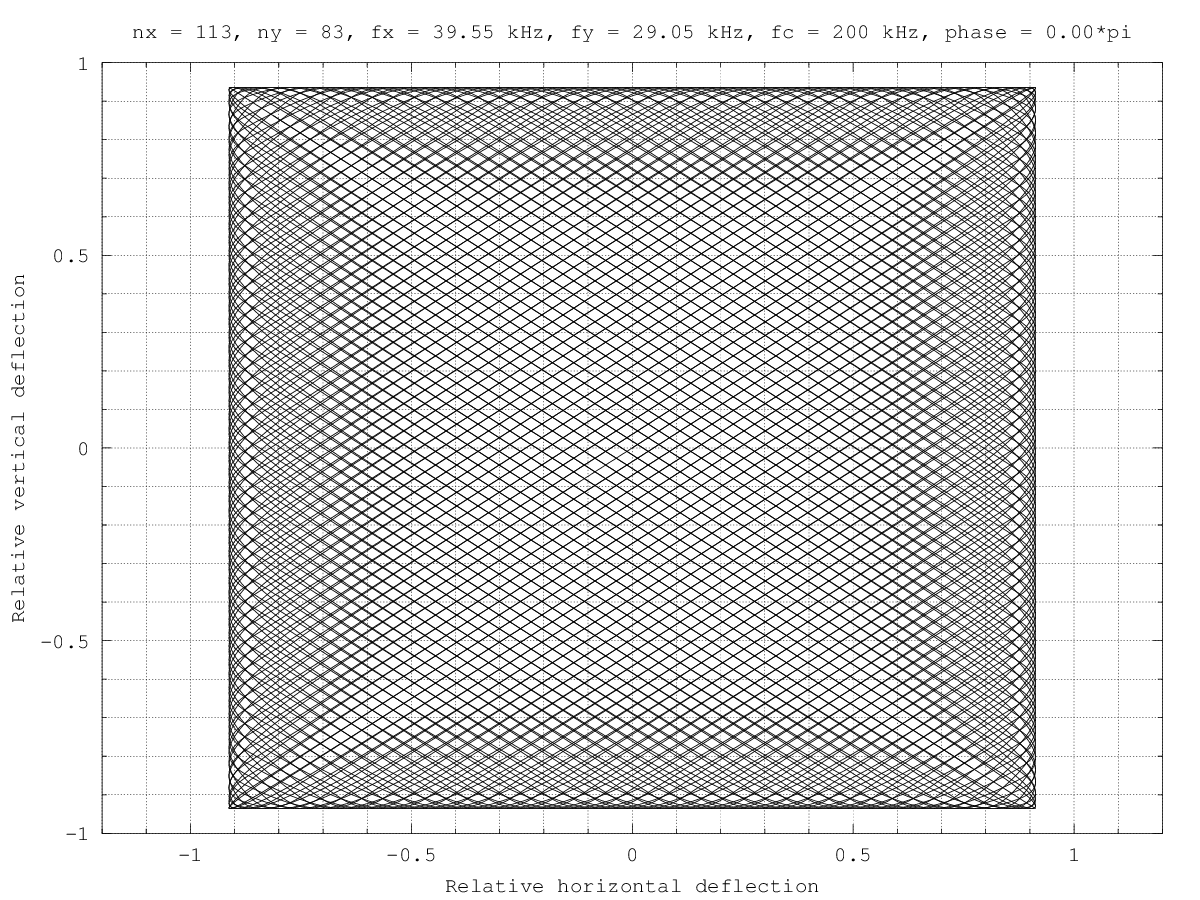 nx = 113, ny = 83, fx = 39.55 kHz, fy = 29.05 kHz, fc = 200 kHz, phase = 0.00*pi
1
0.5
0
-0.5
-1
Relative vertical deflection
-1 -0.5 0 0.5 1
Relative horizontal deflection